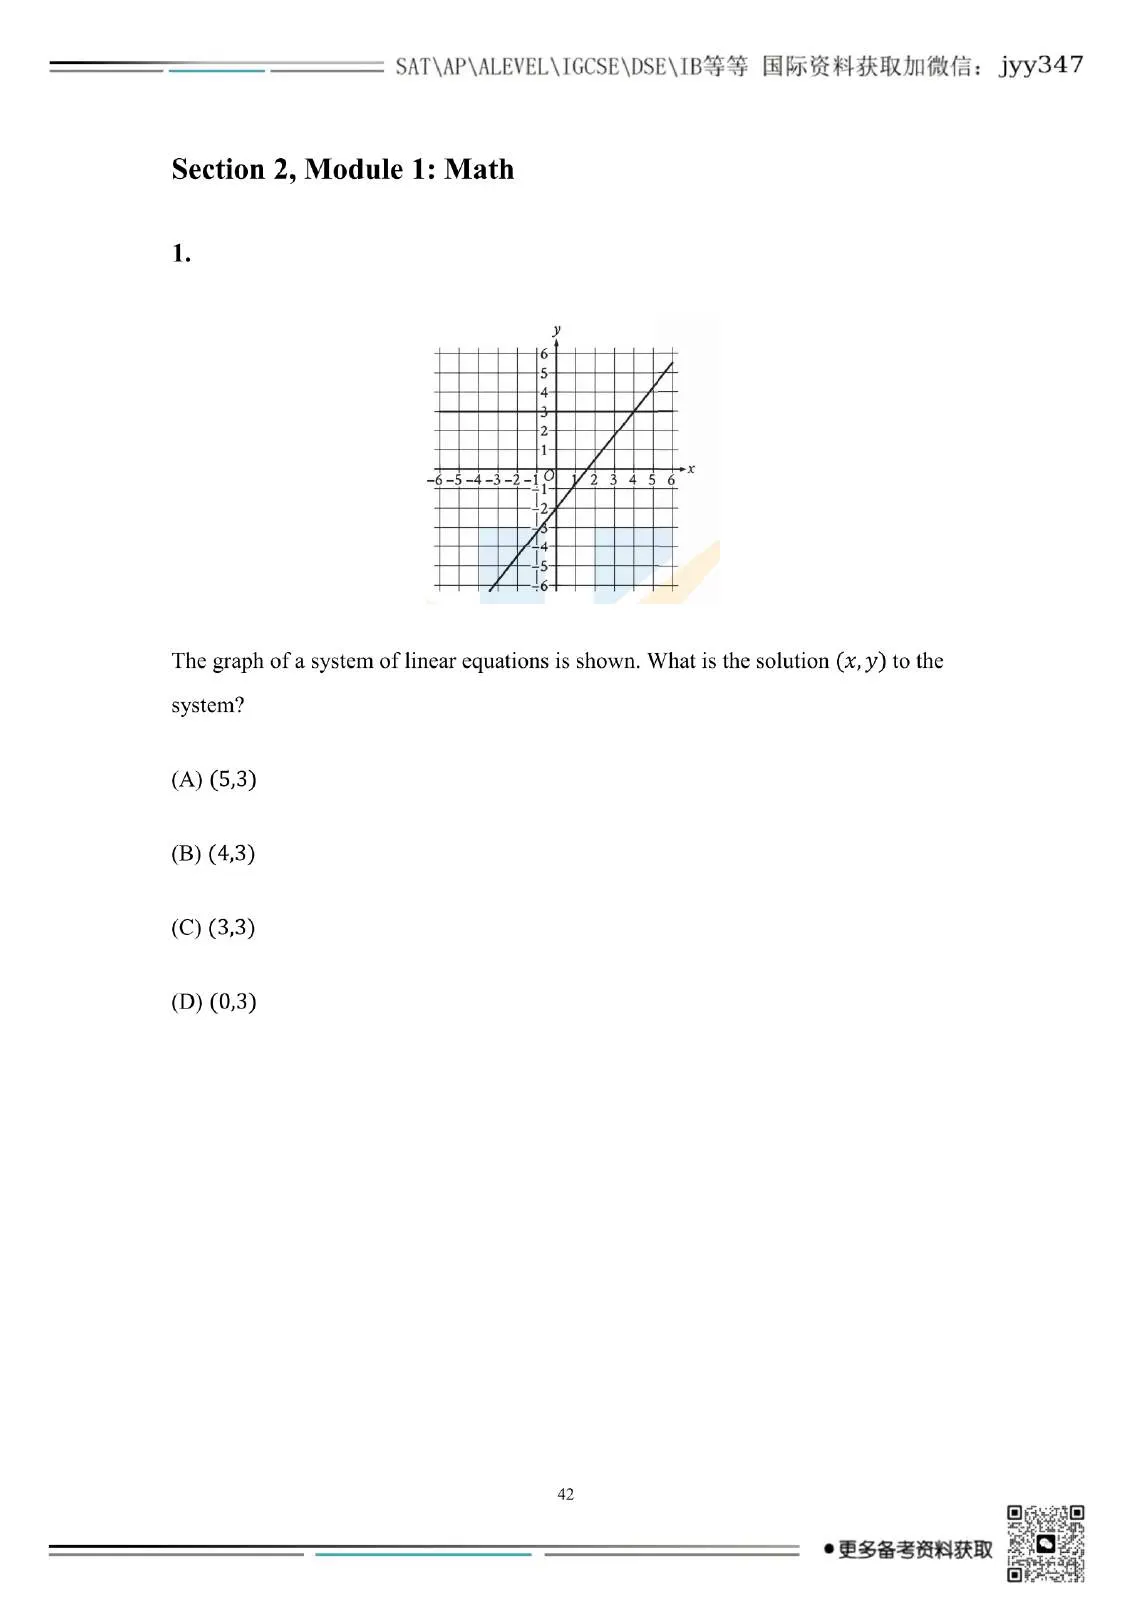 SAT\AP\ALEVEL\IGCSE\DSE\IB等等 国际资料获取加微信： jyy347
Section 2, Module 1: Math
1.
y
6
5
4
3
2
1
-6 -5 -4 -3 -2 -1 O 1 2 3 4 5 6 x
-1
-2
-3
-4
-5
-6
The graph of a system of linear equations is shown. What is the solution (x, y) to the
system?
(A) (5,3)
(B) (4,3)
(C) (3,3)
(D) (0,3)
42
●更多备考资料获取